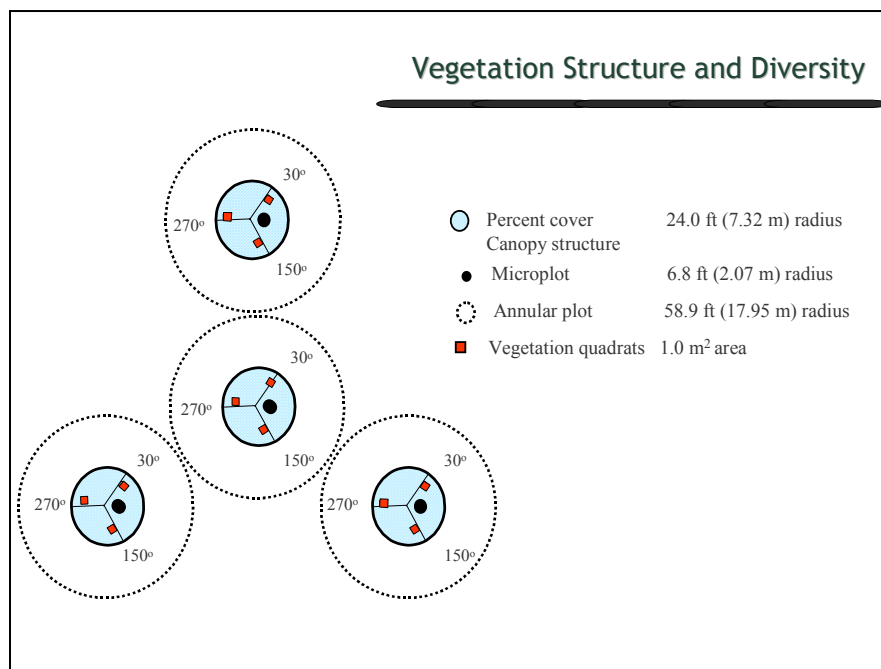 Vegetation Structure and Diversity
30º
270º
150º
Percent cover 24.0 ft (7.32 m) radius
Canopy structure
Microplot 6.8 ft (2.07 m) radius
Annular plot 58.9 ft (17.95 m) radius
Vegetation quadrats 1.0 m² area
30º
270º
150º
30º
270º
150º
30º
270º
150º